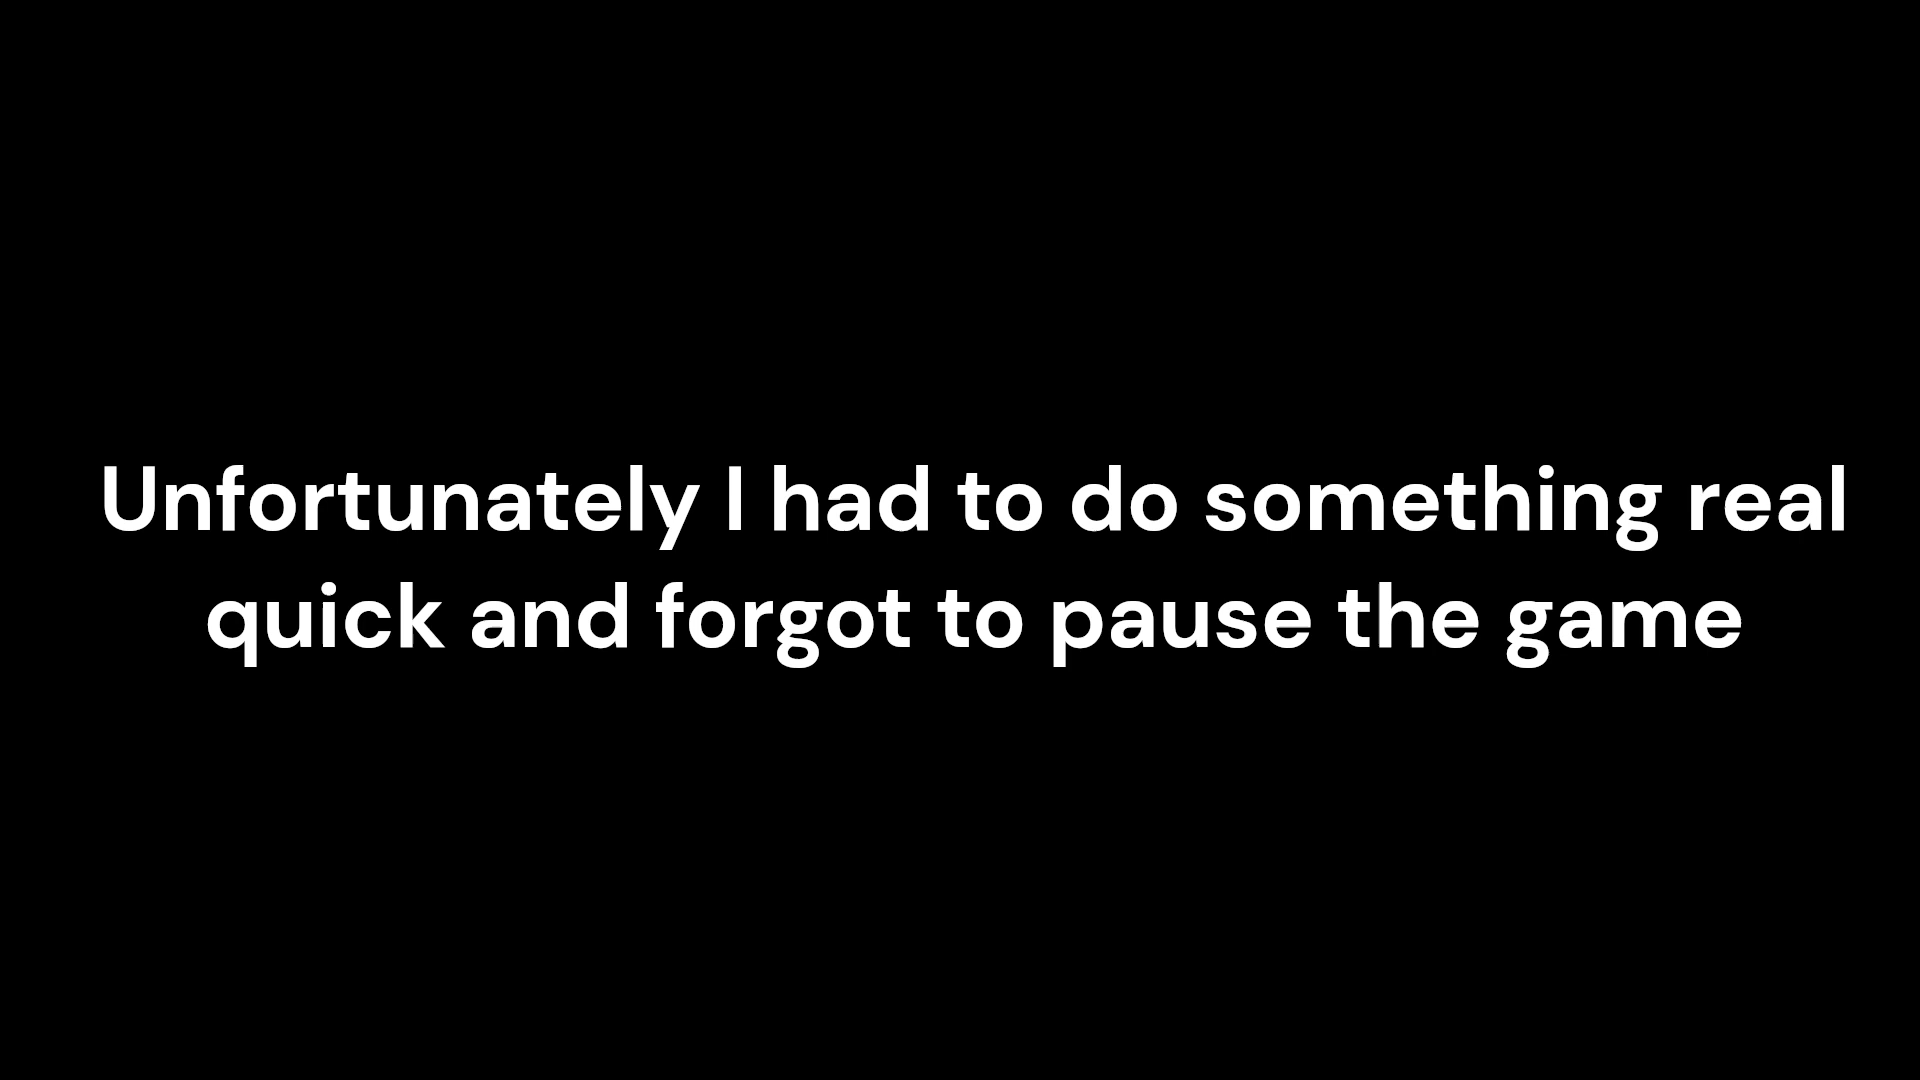 Unfortunately I had to do something real
quick and forgot to pause the game